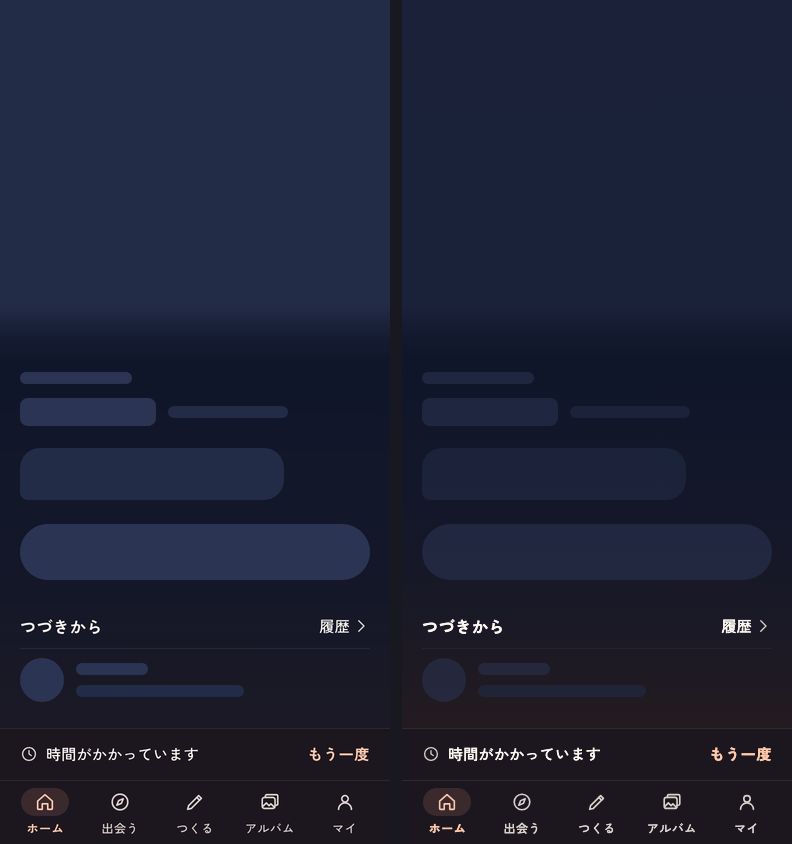 つづきから 履歴
時間がかかっています もう一度
ホーム 出会う つくる アルバム マイ
つづきから 履歴
時間がかかっています もう一度
ホーム 出会う つくる アルバム マイ